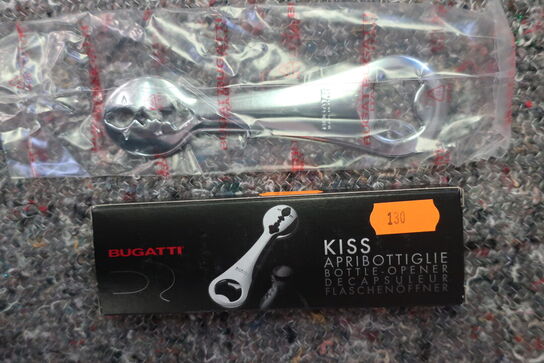 BUGATTI
KISS
APRIBOTTIGLIE
BOTTLE-OPENER
DECAPSULEUR
FLASCHENÖFFNER
130